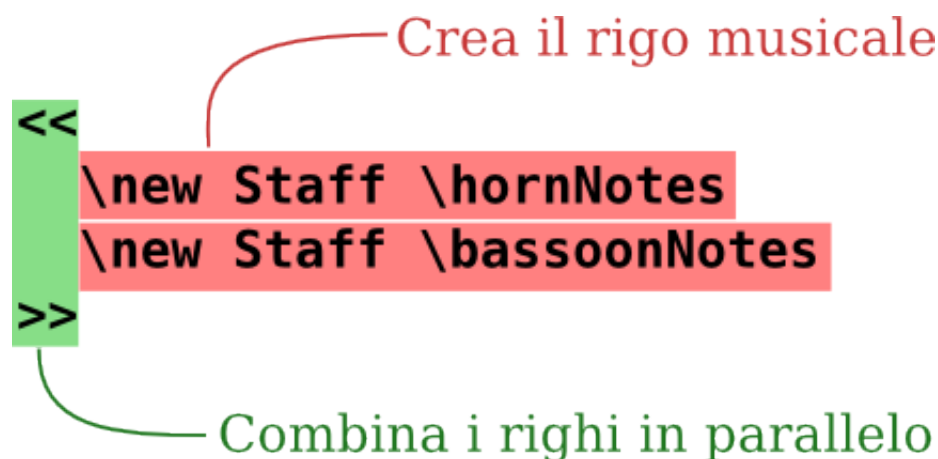 Crea il rigo musicale
<<
\new Staff \hornNotes
\new Staff \bassoonNotes
>>
Combina i righi in parallelo